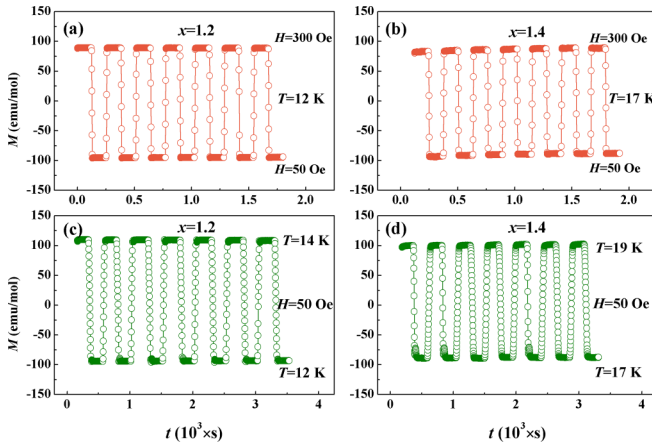 (a) x=1.2 H=300 Oe
T=12 K
H=50 Oe
M (emu/mol)
150
100
50
0
-50
-100
-150
0.0 0.5 1.0 1.5 2.0
(b) x=1.4 H=300 Oe
T=17 K
H=50 Oe
150
100
50
0
-50
-100
-150
0.0 0.5 1.0 1.5 2.0
(c) x=1.2 T=14 K
H=50 Oe
T=12 K
M (emu/mol)
150
100
50
0
-50
-100
-150
0 1 2 3 4
t (10³×s)
(d) x=1.4
T=19 K
H=50 Oe
T=17 K
150
100
50
0
-50
-100
-150
0 1 2 3 4
t (10³×s)